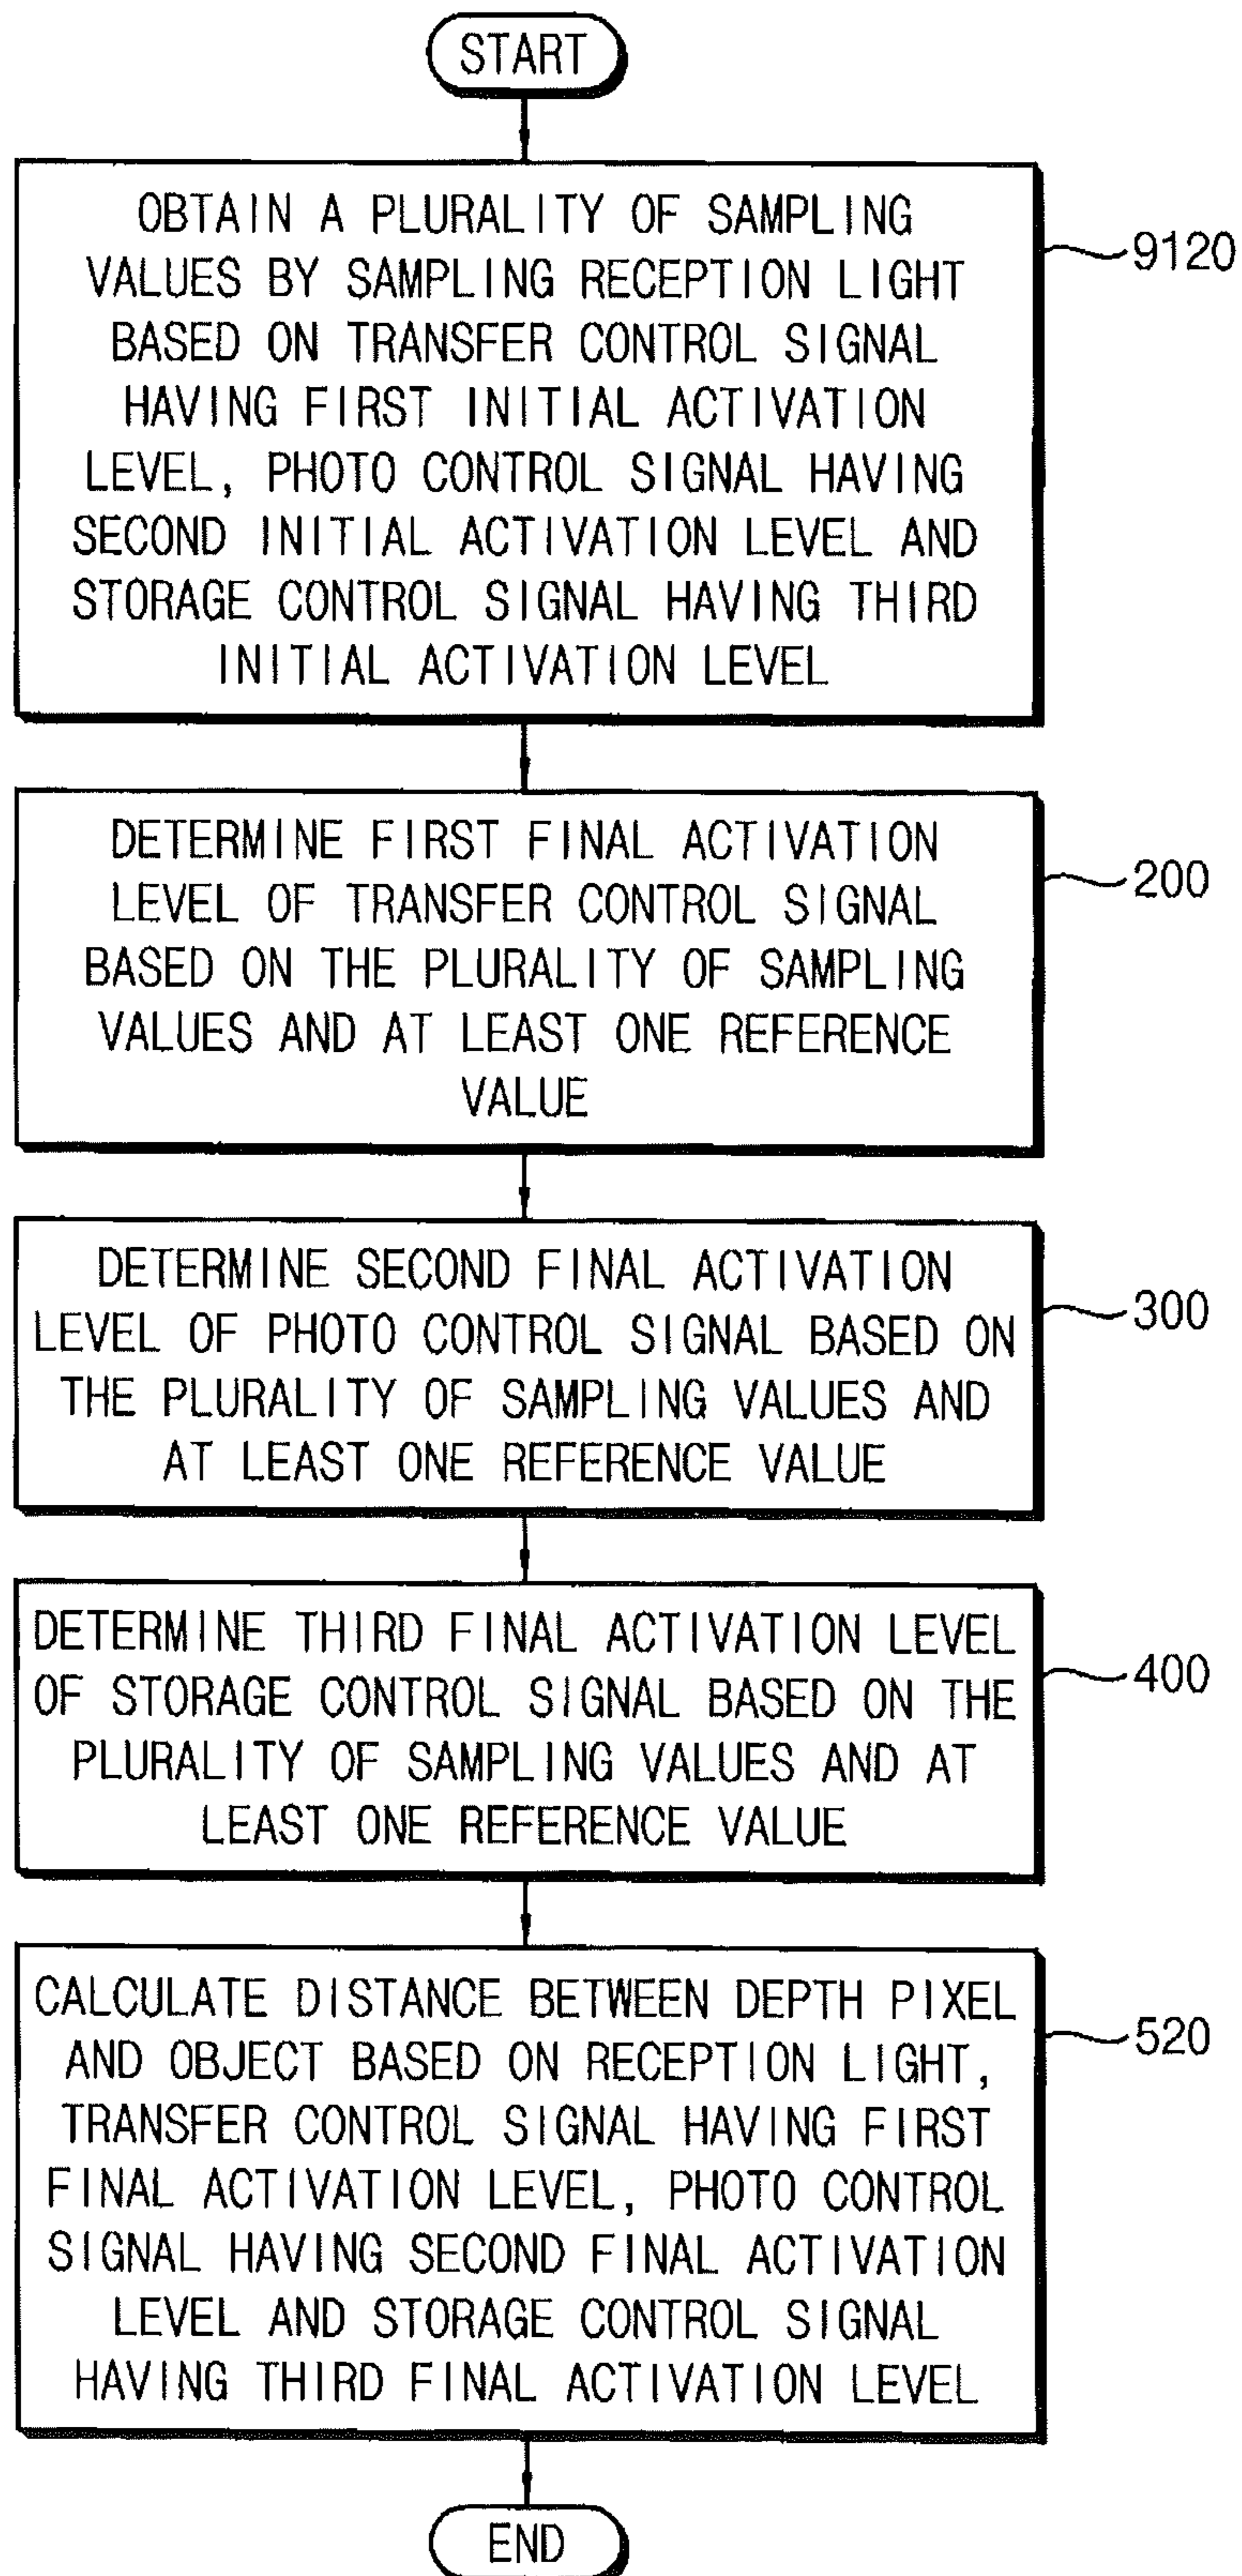 START
OBTAIN A PLURALITY OF SAMPLING
VALUES BY SAMPLING RECEPTION LIGHT
BASED ON TRANSFER CONTROL SIGNAL
HAVING FIRST INITIAL ACTIVATION
LEVEL, PHOTO CONTROL SIGNAL HAVING
SECOND INITIAL ACTIVATION LEVEL AND
STORAGE CONTROL SIGNAL HAVING THIRD
INITIAL ACTIVATION LEVEL
9120
DETERMINE FIRST FINAL ACTIVATION
LEVEL OF TRANSFER CONTROL SIGNAL
BASED ON THE PLURALITY OF SAMPLING
VALUES AND AT LEAST ONE REFERENCE
VALUE
200
DETERMINE SECOND FINAL ACTIVATION
LEVEL OF PHOTO CONTROL SIGNAL BASED ON
THE PLURALITY OF SAMPLING VALUES AND
AT LEAST ONE REFERENCE VALUE
300
DETERMINE THIRD FINAL ACTIVATION LEVEL
OF STORAGE CONTROL SIGNAL BASED ON THE
PLURALITY OF SAMPLING VALUES AND AT
LEAST ONE REFERENCE VALUE
400
CALCULATE DISTANCE BETWEEN DEPTH PIXEL
AND OBJECT BASED ON RECEPTION LIGHT,
TRANSFER CONTROL SIGNAL HAVING FIRST
FINAL ACTIVATION LEVEL, PHOTO CONTROL
SIGNAL HAVING SECOND FINAL ACTIVATION
LEVEL AND STORAGE CONTROL SIGNAL
HAVING THIRD FINAL ACTIVATION LEVEL
520
END